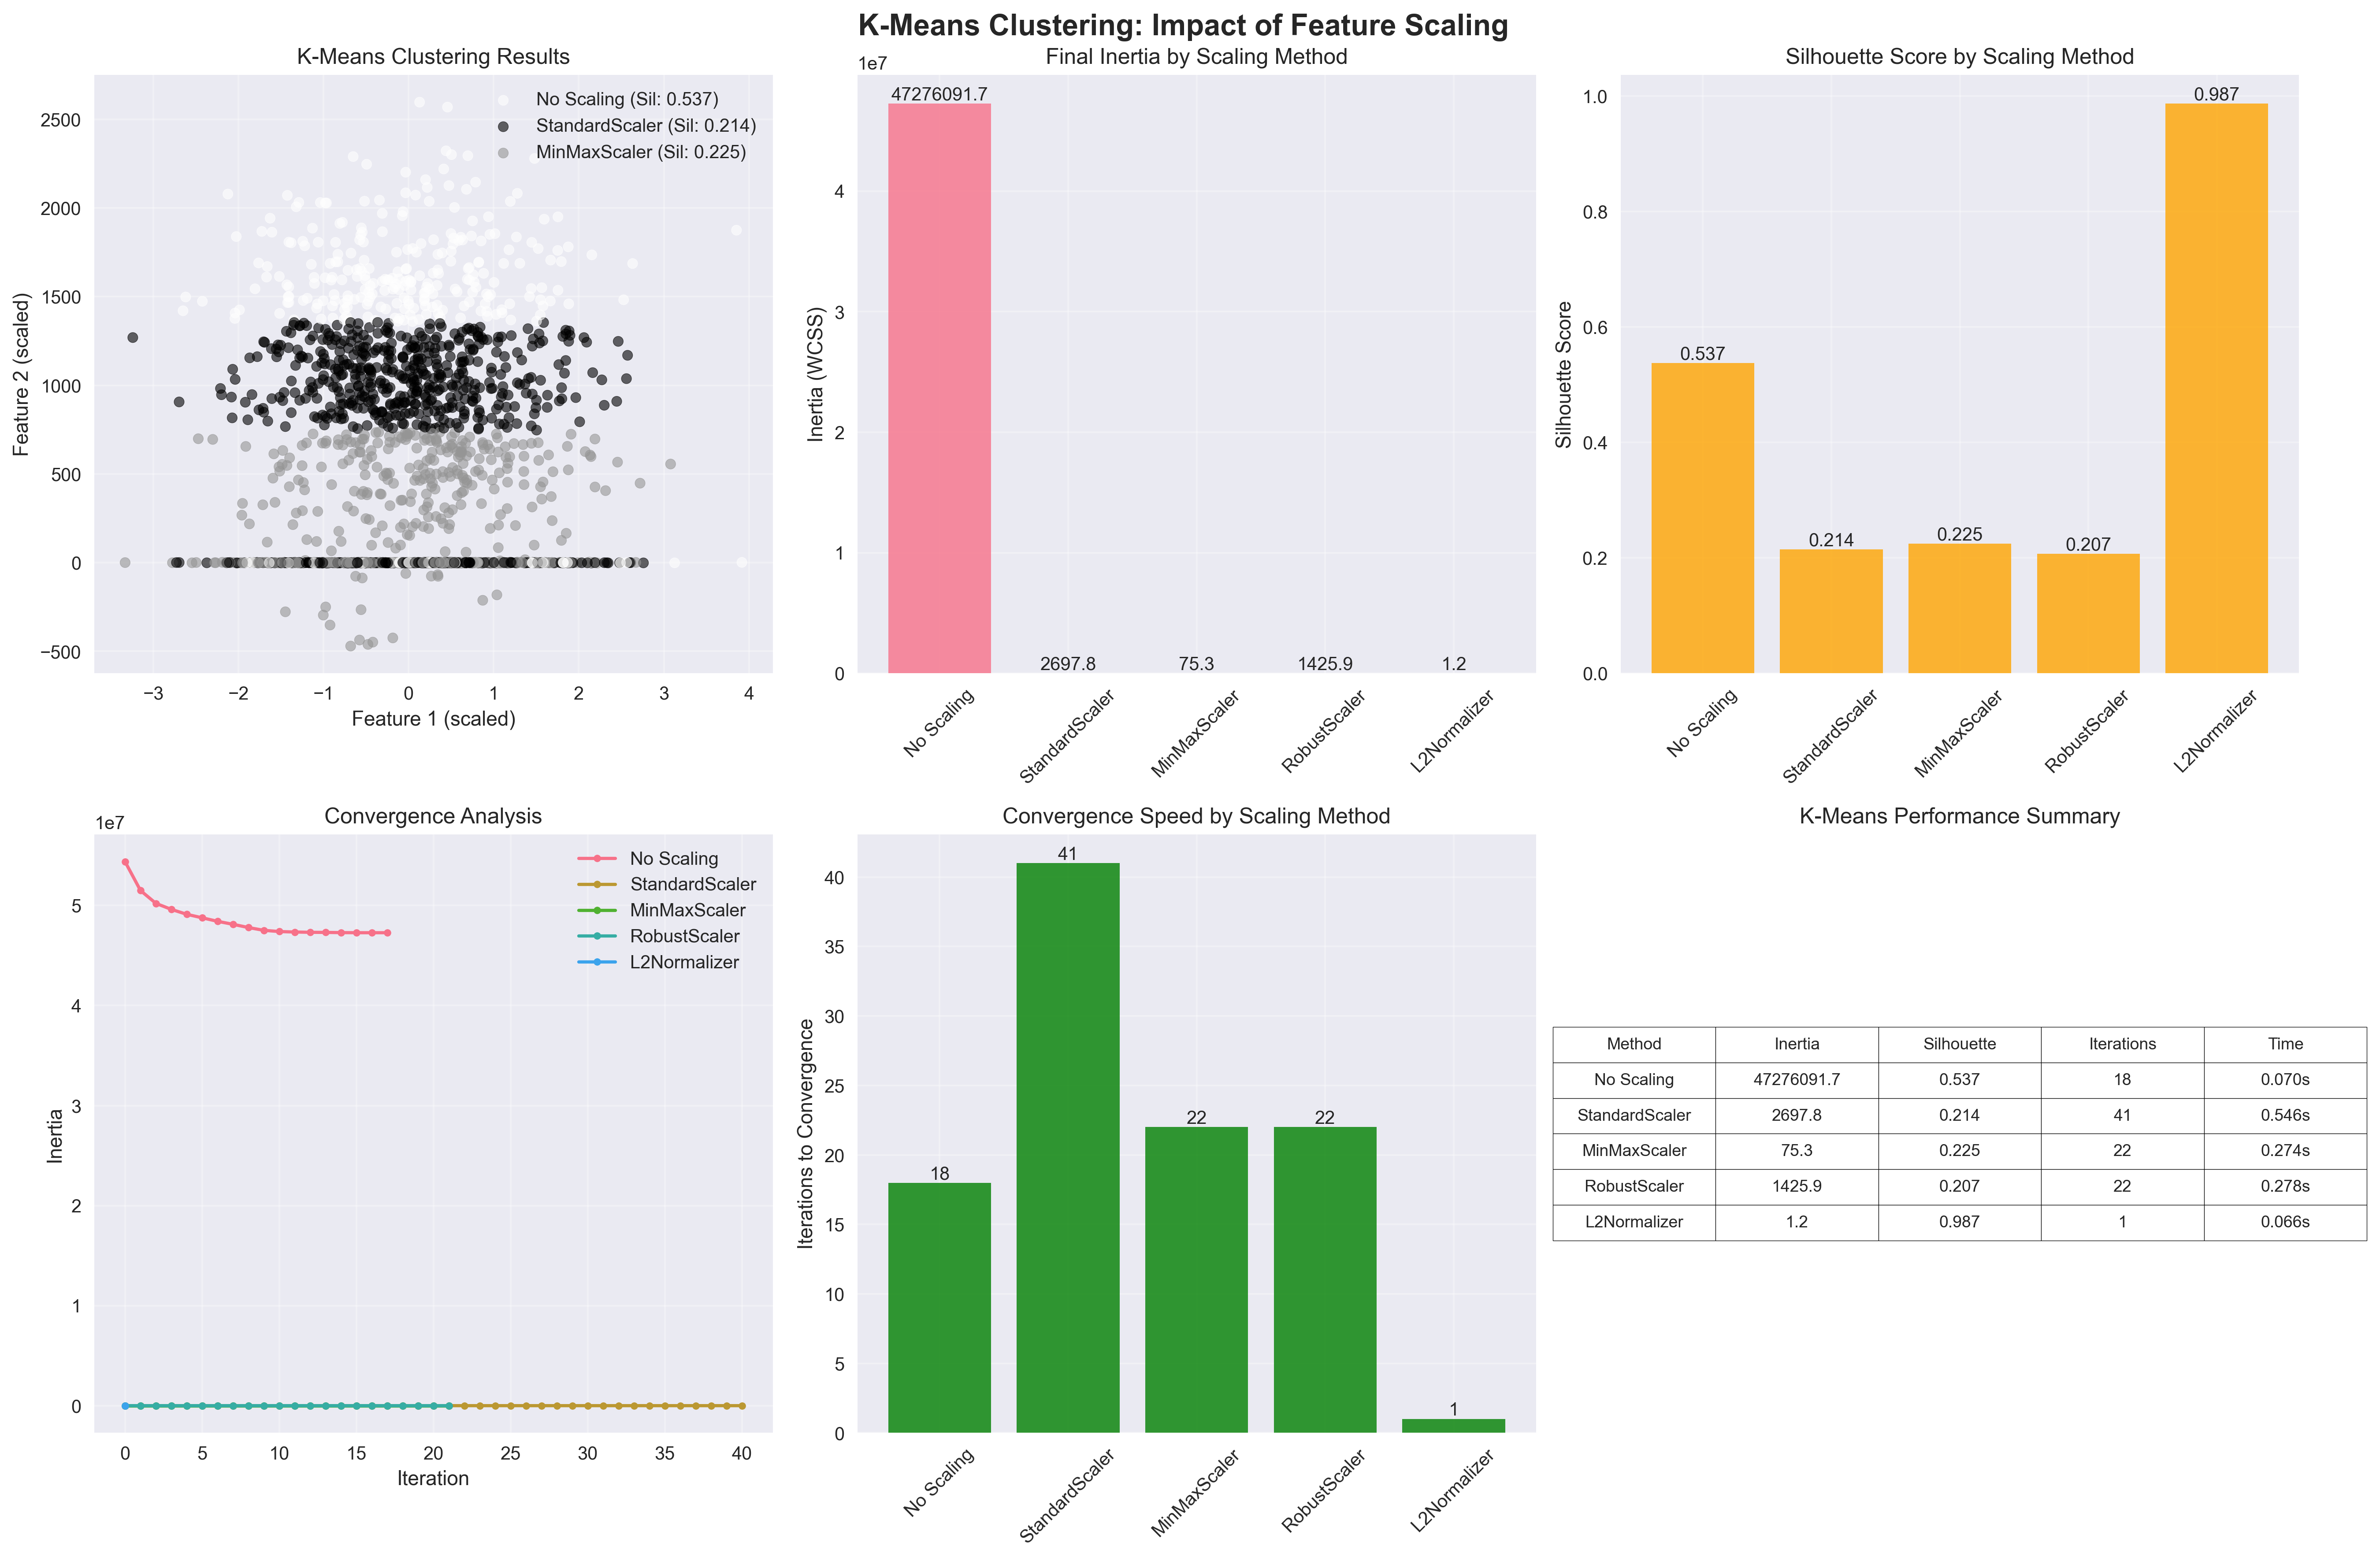 K-Means Clustering: Impact of Feature Scaling
K-Means Clustering Results
No Scaling (Sil: 0.537)
StandardScaler (Sil: 0.214)
MinMaxScaler (Sil: 0.225)
Feature 2 (scaled)
2500
2000
1500
1000
500
0
−500
−3
−2
−1
0
1
2
3
4
Feature 1 (scaled)
Final Inertia by Scaling Method
1e7
Inertia (WCSS)
4
3
2
1
0
47276091.7
2697.8
75.3
1425.9
1.2
No Scaling
StandardScaler
MinMaxScaler
RobustScaler
L2Normalizer
Silhouette Score by Scaling Method
Silhouette Score
1.0
0.8
0.6
0.4
0.2
0.0
0.537
0.214
0.225
0.207
0.987
No Scaling
StandardScaler
MinMaxScaler
RobustScaler
L2Normalizer
Convergence Analysis
1e7
Inertia
5
4
3
2
1
0
No Scaling
StandardScaler
MinMaxScaler
RobustScaler
L2Normalizer
0
5
10
15
20
25
30
35
40
Iteration
Convergence Speed by Scaling Method
Iterations to Convergence
40
35
30
25
20
15
10
5
0
18
41
22
22
1
No Scaling
StandardScaler
MinMaxScaler
RobustScaler
L2Normalizer
K-Means Performance Summary
Method Inertia Silhouette Iterations Time
No Scaling 47276091.7 0.537 18 0.070s
StandardScaler 2697.8 0.214 41 0.546s
MinMaxScaler 75.3 0.225 22 0.274s
RobustScaler 1425.9 0.207 22 0.278s
L2Normalizer 1.2 0.987 1 0.066s